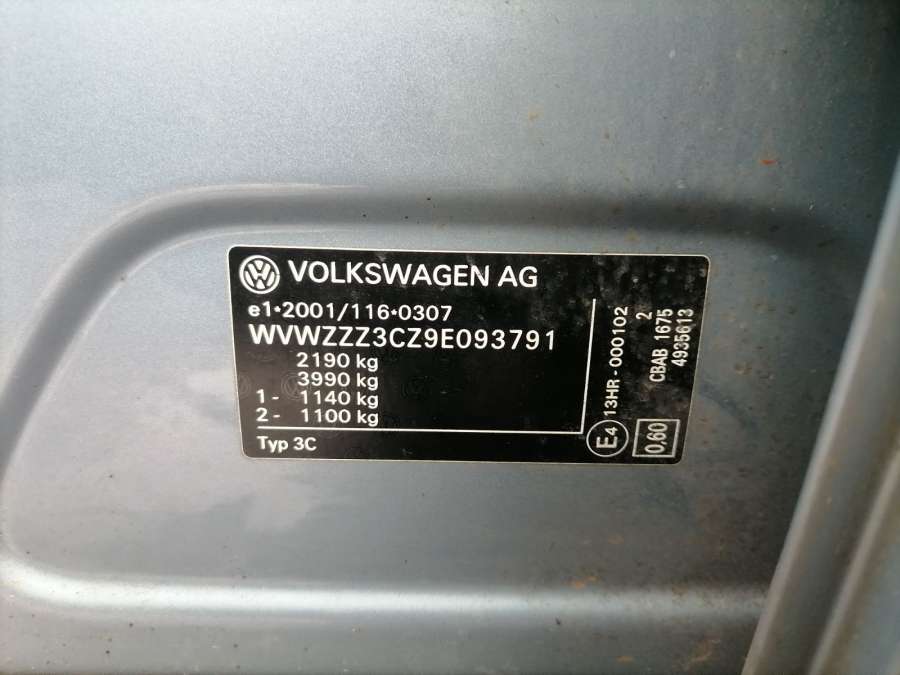 VOLKSWAGEN AG
e1*2001/116*0307
WVWZZZ3CZ9E093791
2190 kg
3990 kg
1 - 1140 kg
2 - 1100 kg
Typ 3C
E4 13HR - 000102
2
CBAB 1675
4935613
0,60